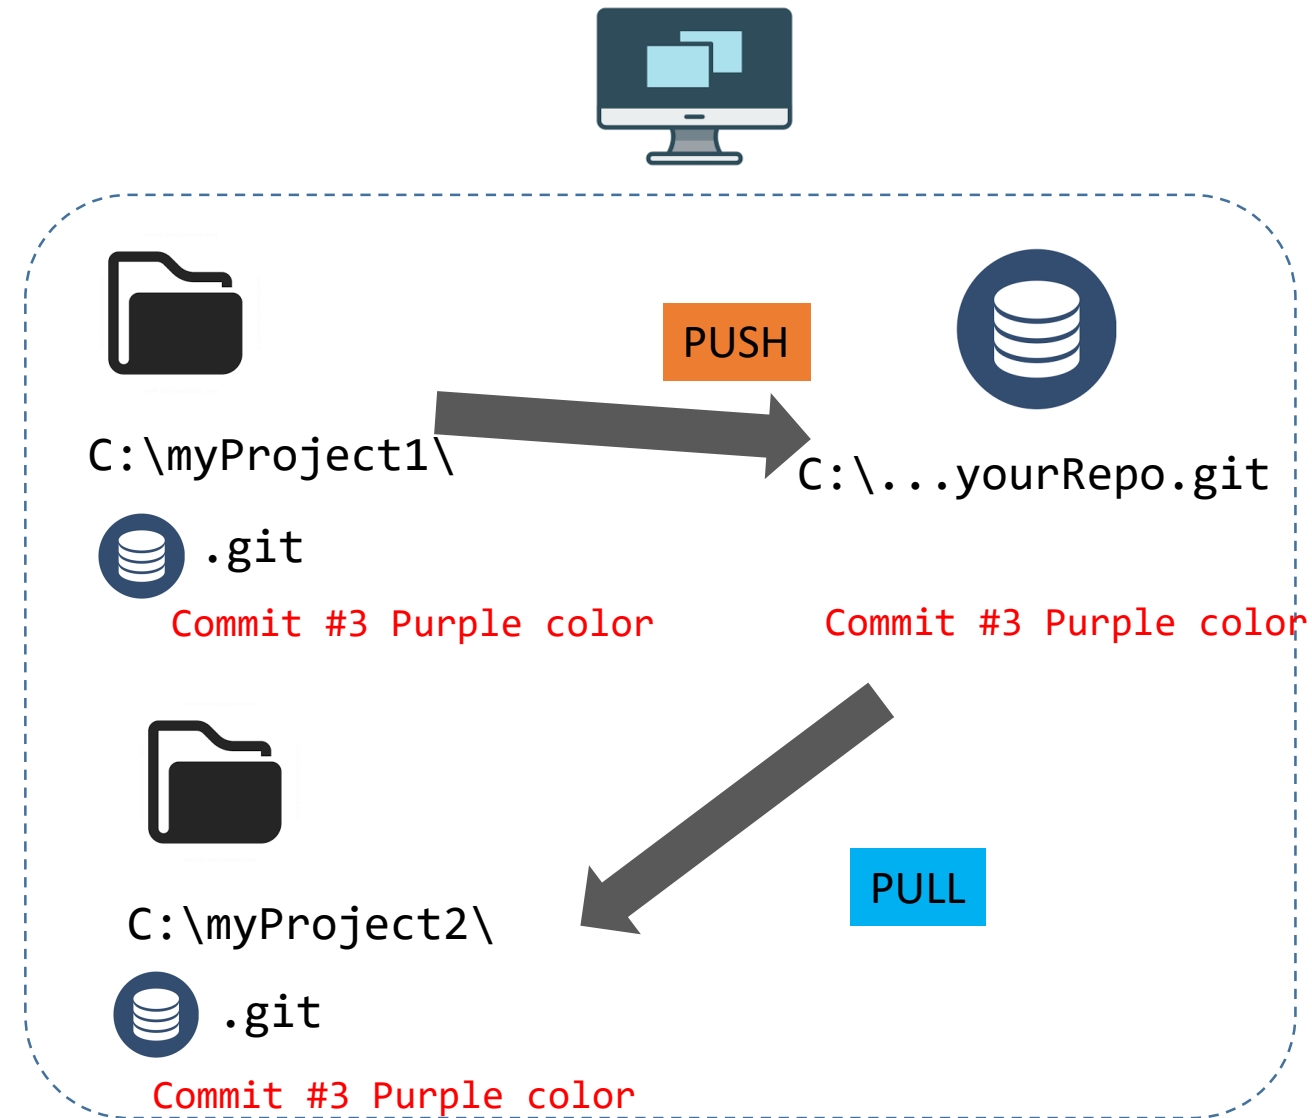 PUSH
C:\myProject1\
C:\...yourRepo.git
.git
Commit #3 Purple color
Commit #3 Purple color
PULL
C:\myProject2\
.git
Commit #3 Purple color